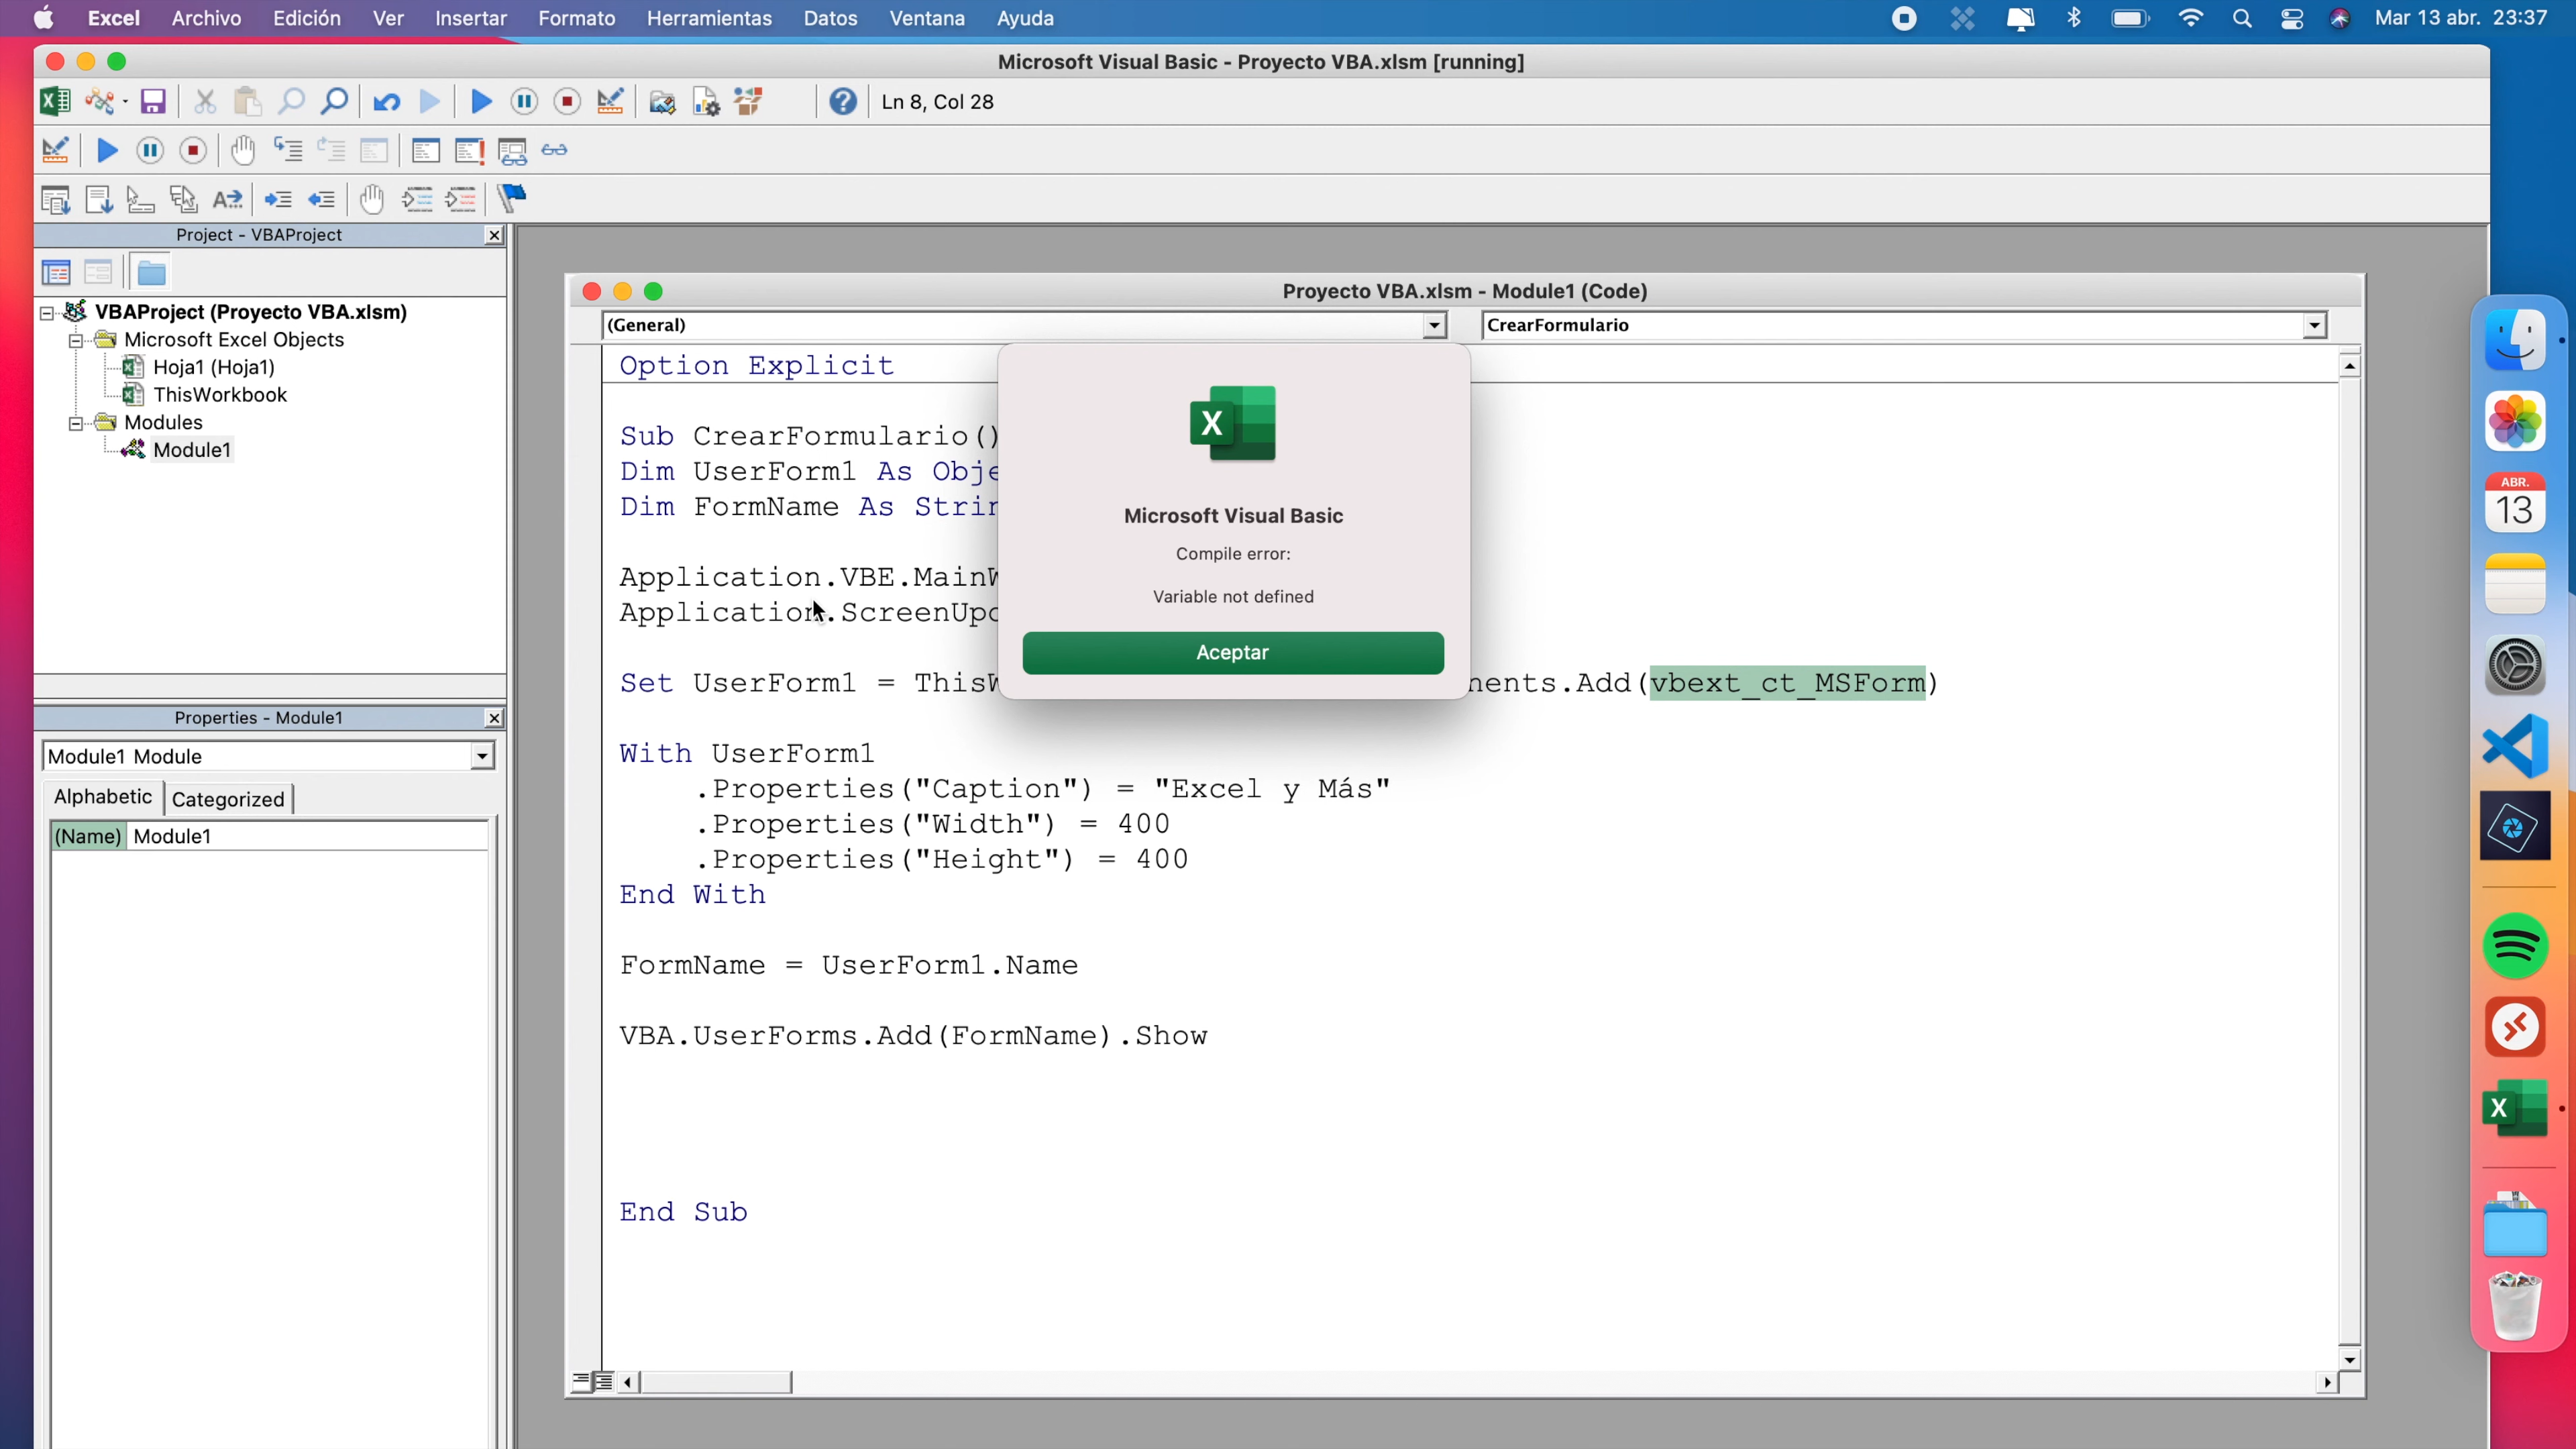 Excel Archivo Edición Ver Insertar Formato Herramientas Datos Ventana Ayuda Mar 13 abr. 23:37
Microsoft Visual Basic - Proyecto VBA.xlsm [running]
Ln 8, Col 28
Project - VBAProject
VBAProject (Proyecto VBA.xlsm)
Microsoft Excel Objects
Hoja1 (Hoja1)
ThisWorkbook
Modules
Module1
Properties - Module1
Module1 Module
Alphabetic Categorized
(Name) Module1
Proyecto VBA.xlsm - Module1 (Code)
(General) CrearFormulario
Option Explicit
Sub CrearFormulario()
Dim UserForm1 As Obje
Dim FormName As Strin
Application.VBE.MainW
Application.ScreenUpd
Set UserForm1 = ThisW nents.Add(vbext_ct_MSForm)
With UserForm1
.Properties("Caption") = "Excel y Más"
.Properties("Width") = 400
.Properties("Height") = 400
End With
FormName = UserForm1.Name
VBA.UserForms.Add(FormName).Show
End Sub
X
Microsoft Visual Basic
Compile error:
Variable not defined
Aceptar
ABR.
13
X